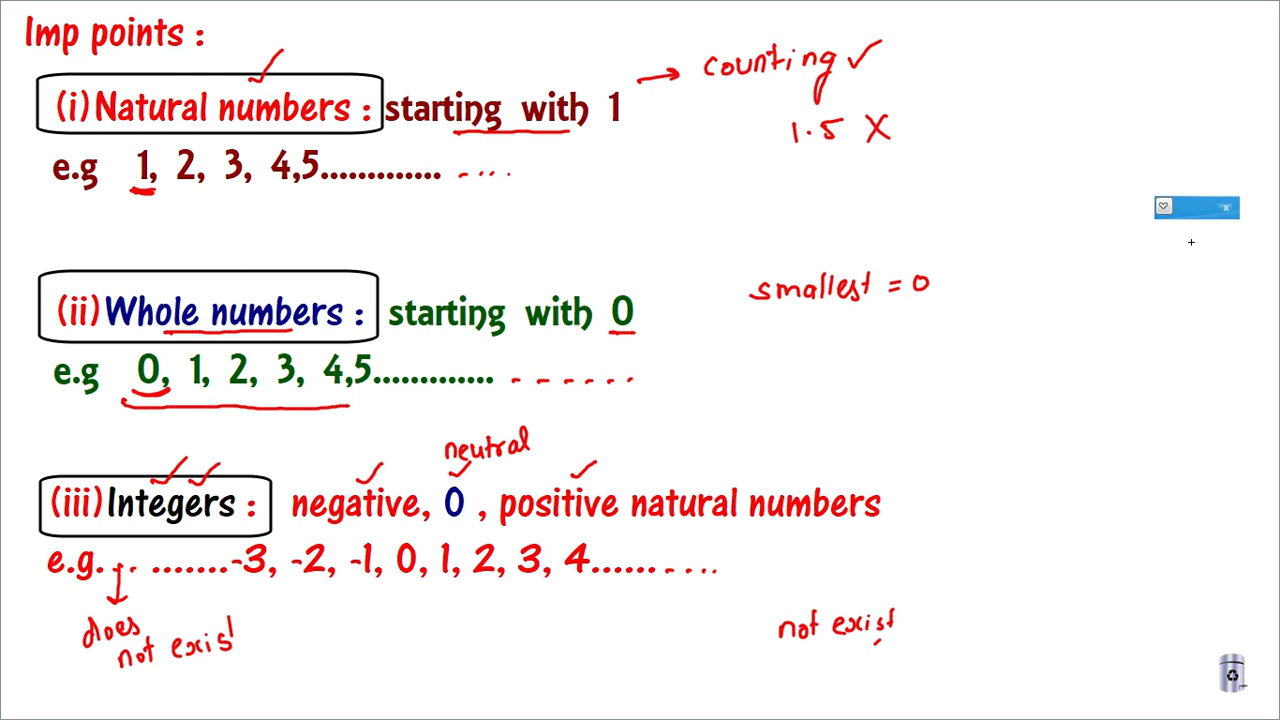 Imp points :
(i) Natural numbers : starting with 1 → counting ✓
1.5 X
e.g 1, 2, 3, 4,5............. ....
(ii) Whole numbers : starting with 0 smallest = 0
e.g 0, 1, 2, 3, 4,5............. .......
neutral
(iii) Integers : negative, 0 , positive natural numbers
e.g. .. .......-3, -2, -1, 0, 1, 2, 3, 4...... ....
does
not exist
not exist